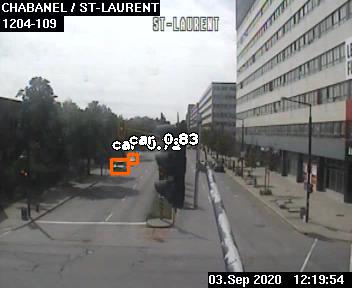 CHABANEL / ST-LAURENT
1204-109
ST-LAURENT
car 0.83
03.Sep 2020 12:19:54